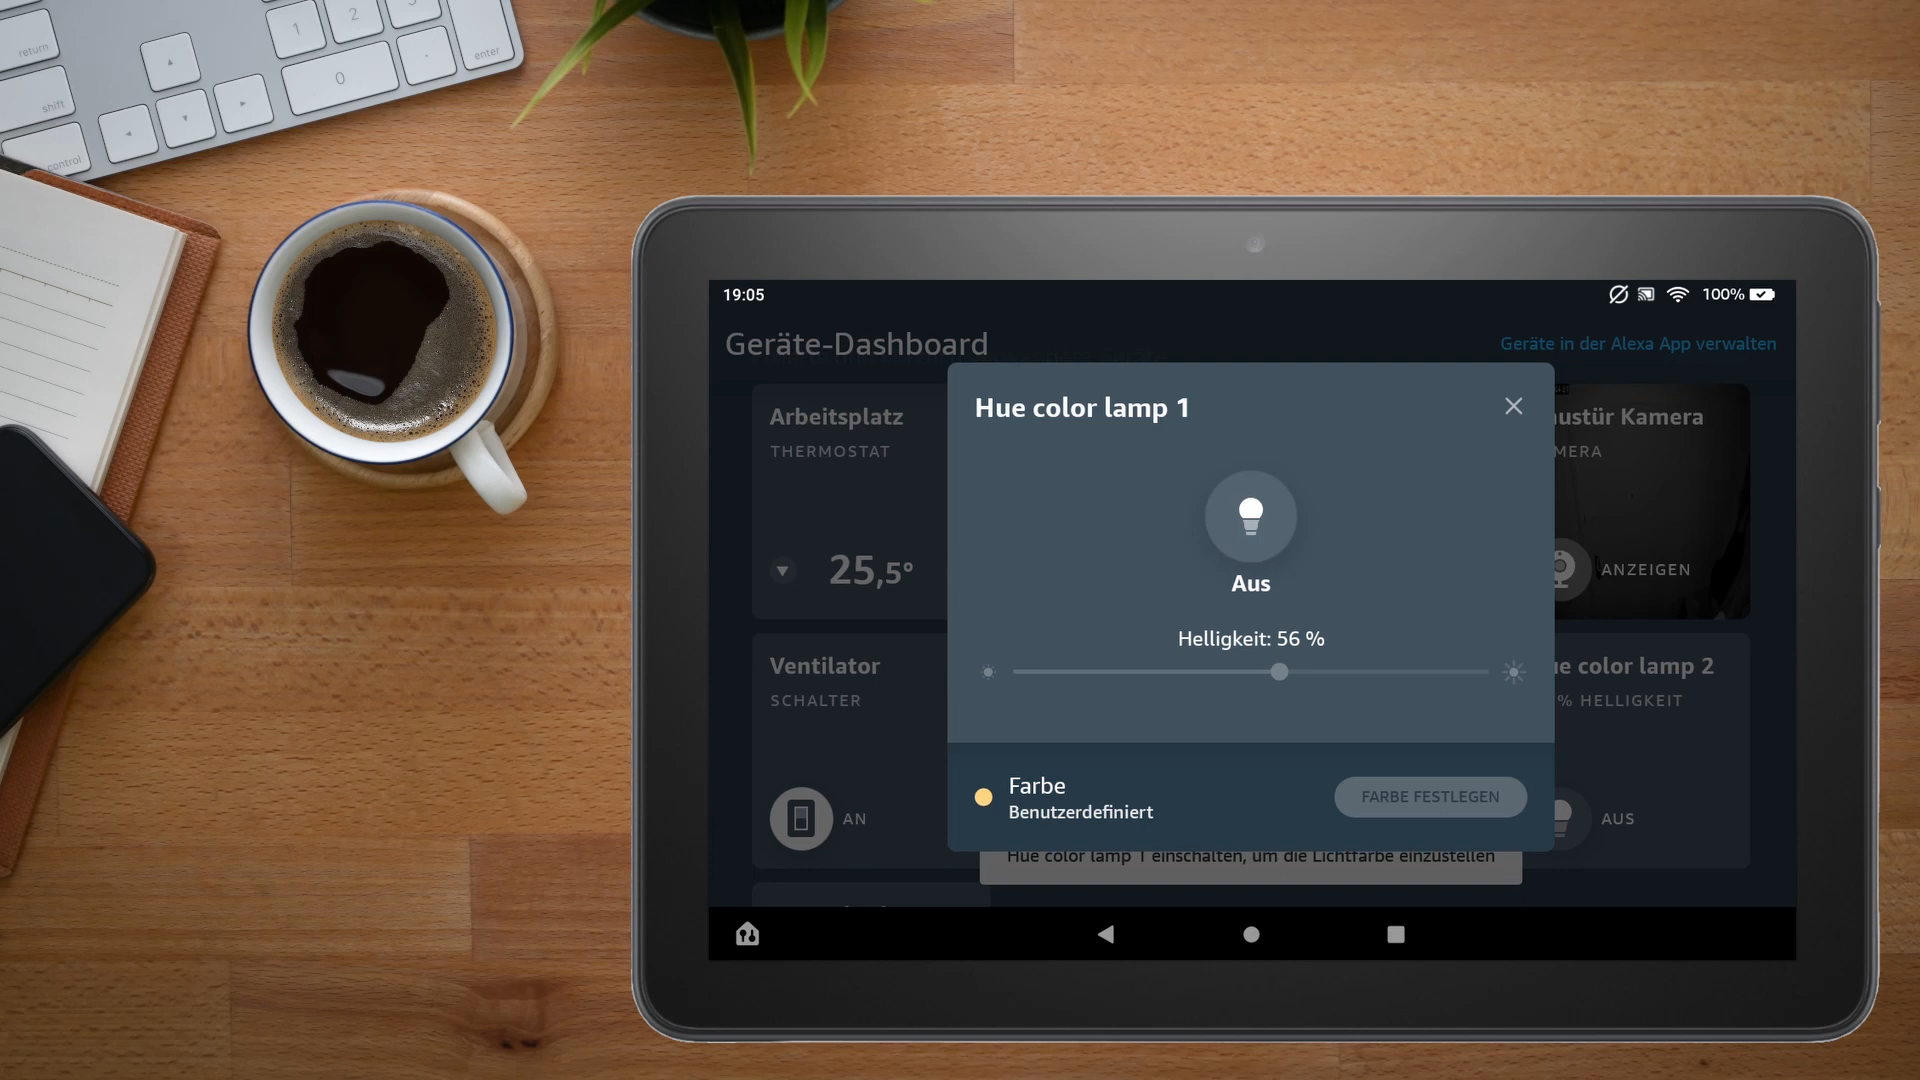 return
shift
control
1
2
0
.
enter
19:05
100%
Geräte-Dashboard
Geräte in der Alexa App verwalten
Arbeitsplatz
THERMOSTAT
25,5°
Hue color lamp 1
Aus
Helligkeit: 56 %
Farbe
Benutzerdefiniert
FARBE FESTLEGEN
Hue color lamp 1 einschalten, um die Lichtfarbe einzustellen
ustür Kamera
MERA
ANZEIGEN
Ventilator
SCHALTER
AN
ue color lamp 2
% HELLIGKEIT
AUS